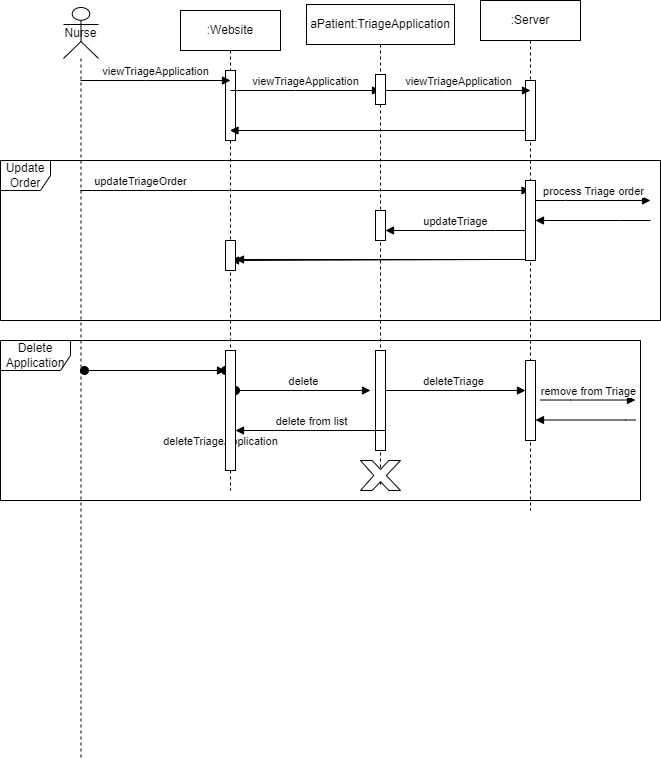 Nurse
:Website
aPatient:TriageApplication
:Server
viewTriageApplication
viewTriageApplication
viewTriageApplication
Update
Order
updateTriageOrder
process Triage order
updateTriage
Delete
Application
delete
deleteTriage
remove from Triage
delete from list
deleteTriageApplication